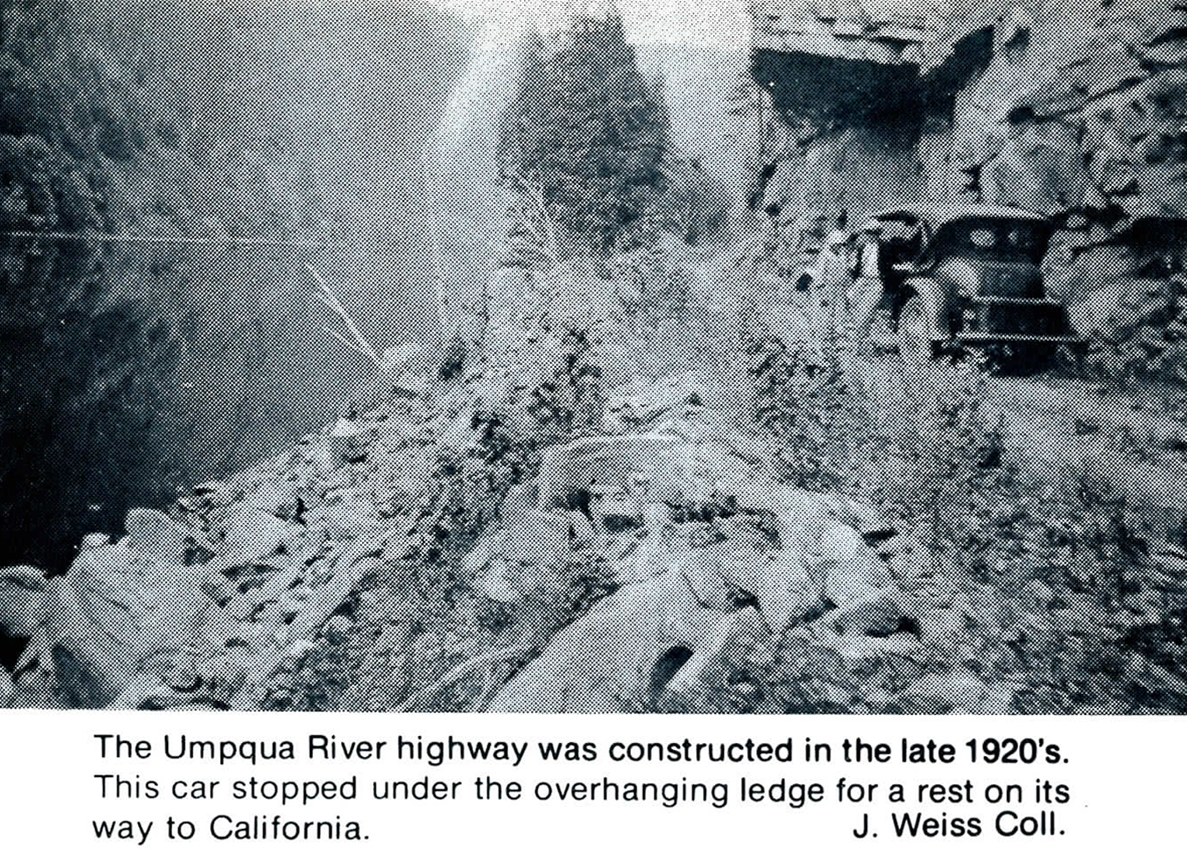 The Umpqua River highway was constructed in the late 1920's.
This car stopped under the overhanging ledge for a rest on its
way to California. J. Weiss Coll.